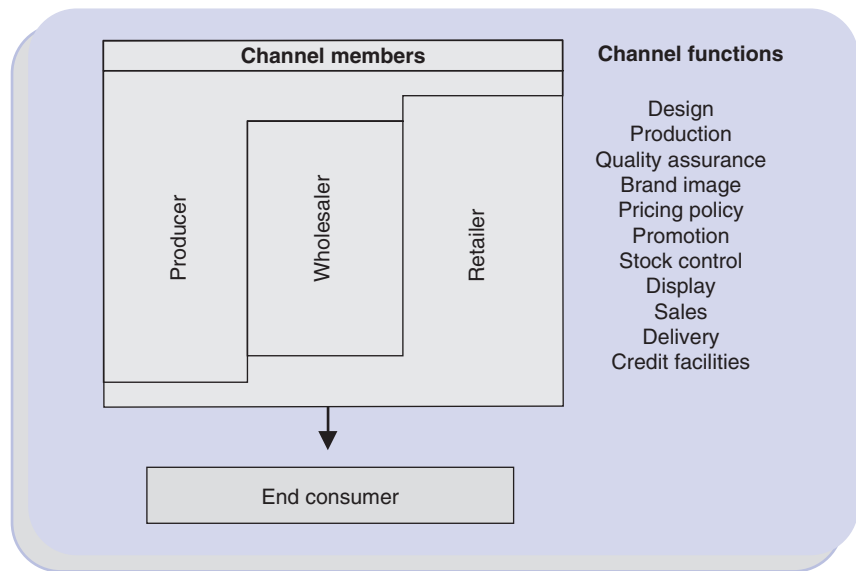 Channel members
Channel functions
Producer
Wholesaler
Retailer
Design
Production
Quality assurance
Brand image
Pricing policy
Promotion
Stock control
Display
Sales
Delivery
Credit facilities
End consumer